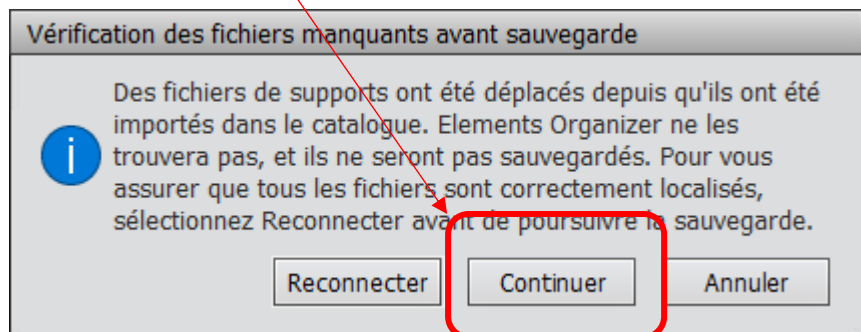 Vérification des fichiers manquants avant sauvegarde
Des fichiers de supports ont été déplacés depuis qu'ils ont été
importés dans le catalogue. Elements Organizer ne les
trouvera pas, et ils ne seront pas sauvegardés. Pour vous
assurer que tous les fichiers sont correctement localisés,
sélectionnez Reconnecter avant de poursuivre la sauvegarde.
Reconnecter Continuer Annuler